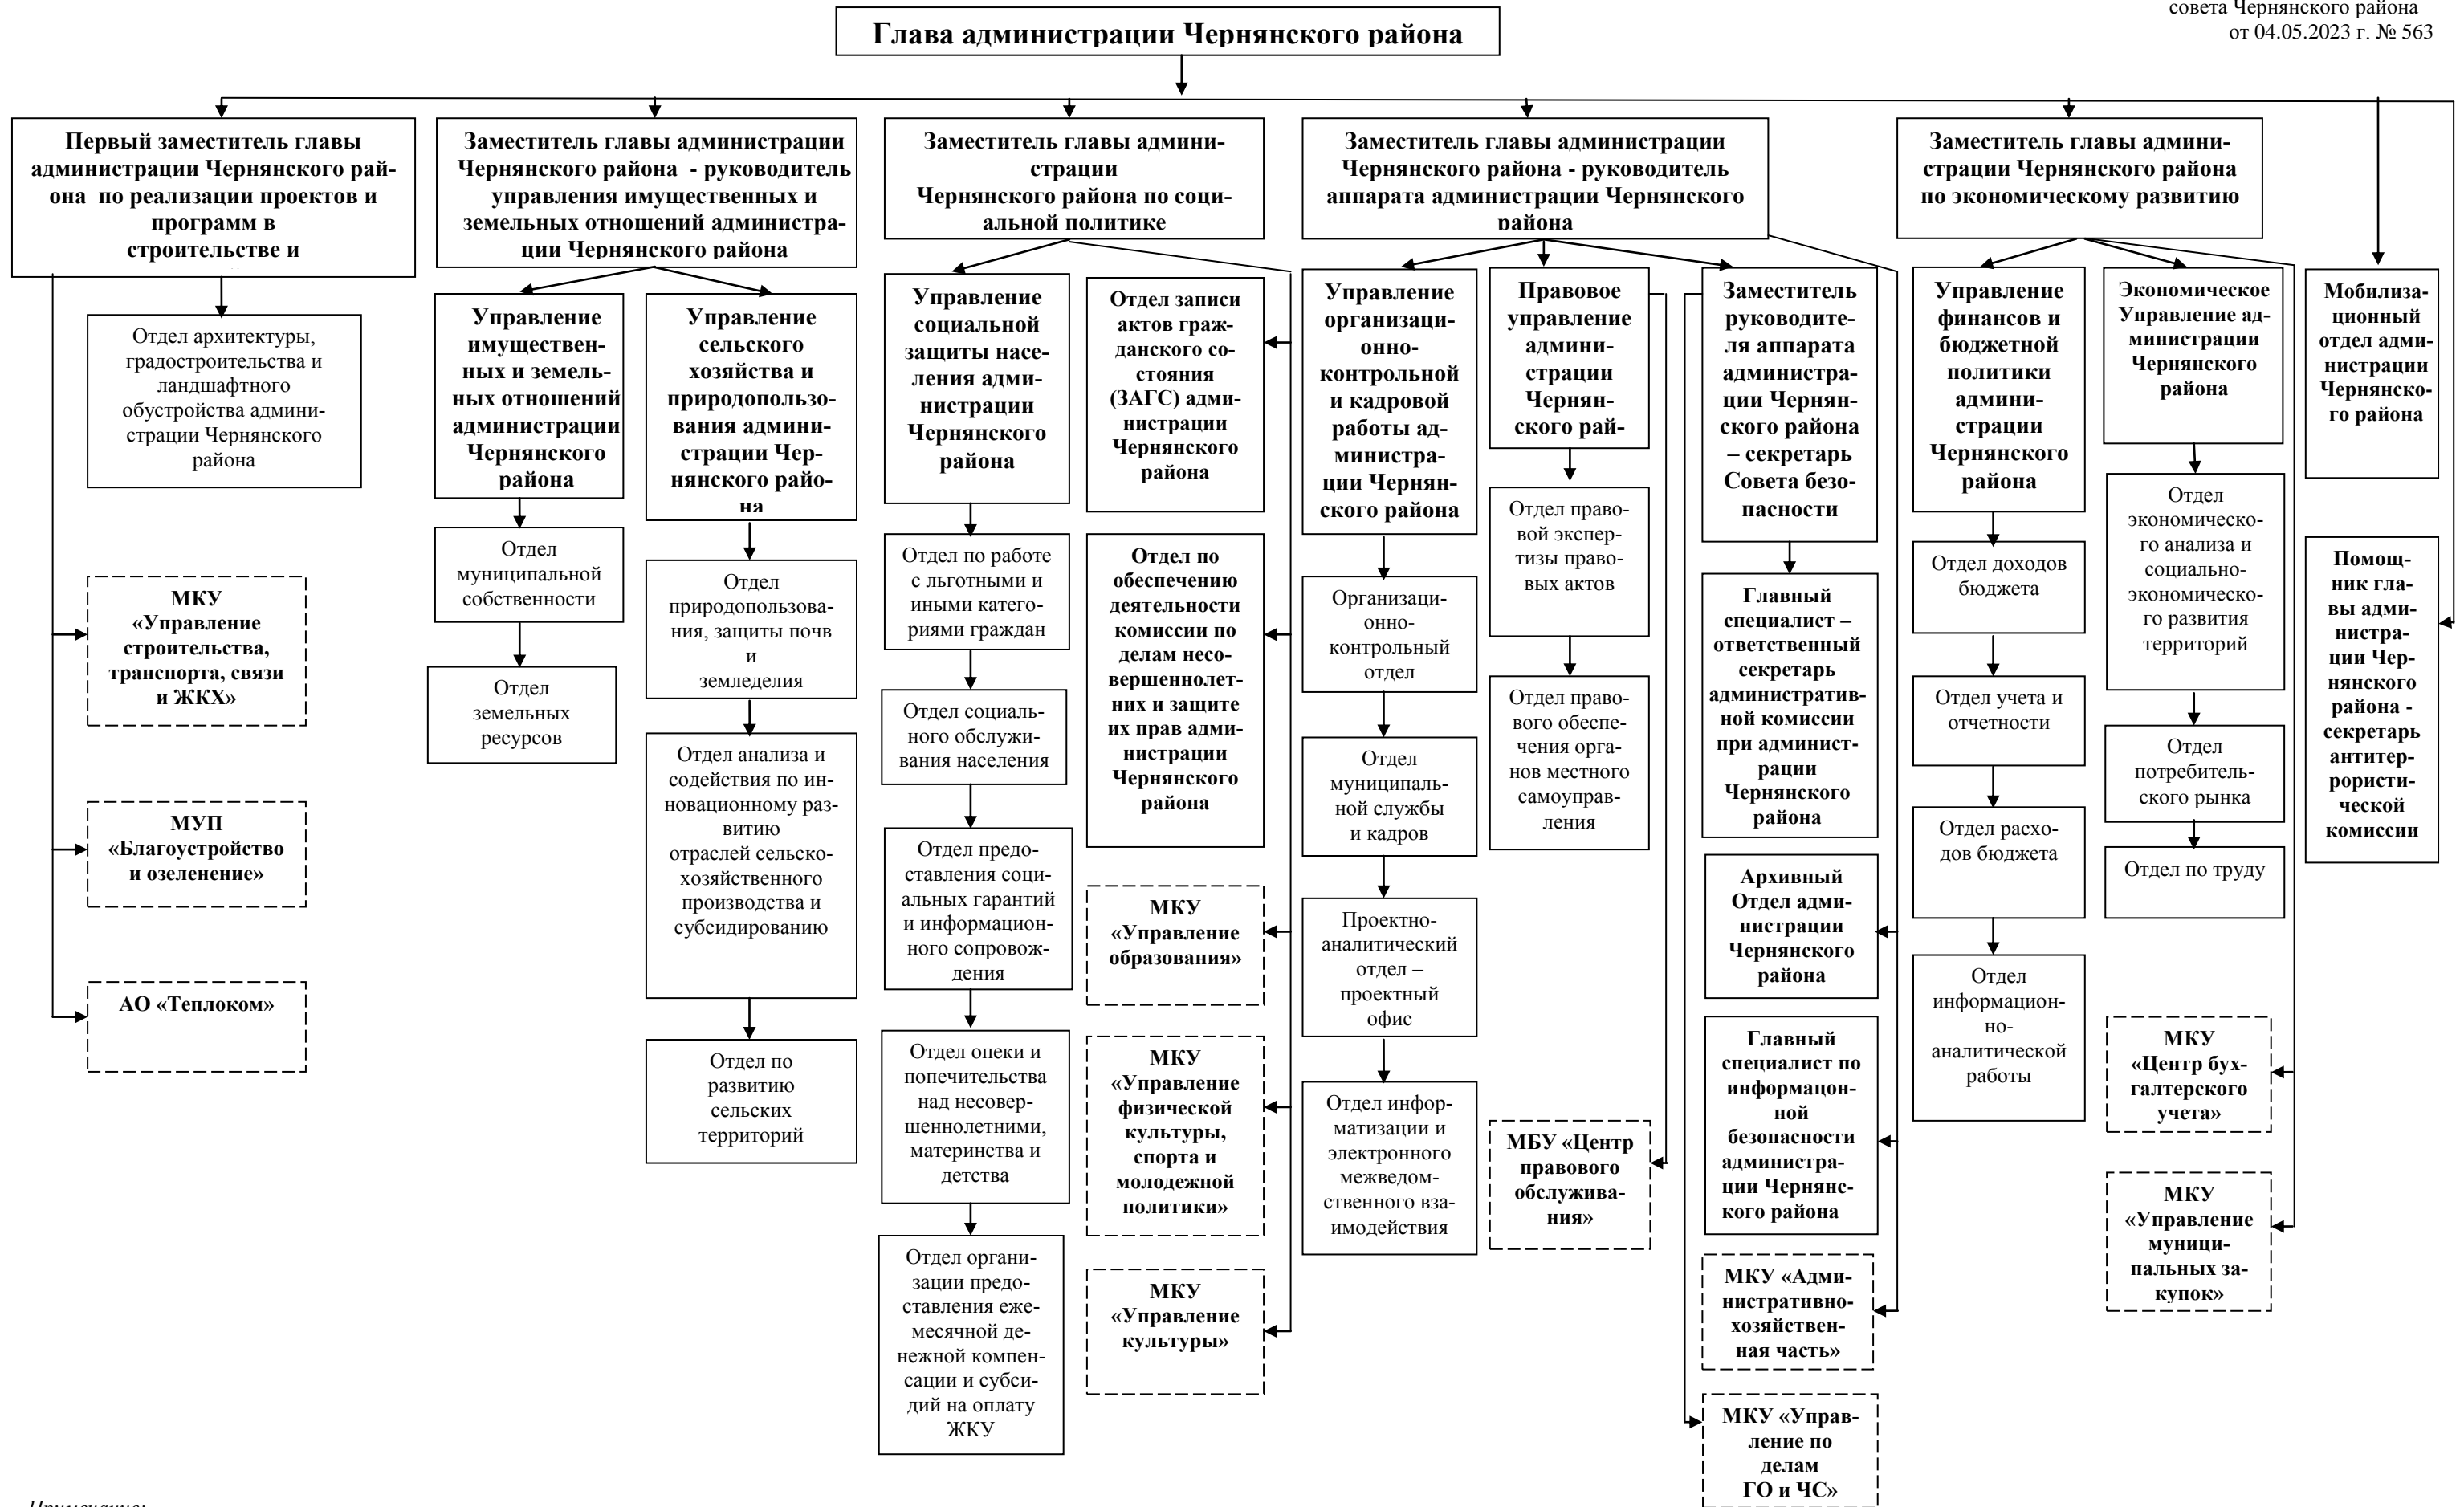 совета Чернянского района
от 04.05.2023 г. № 563
Глава администрации Чернянского района
Первый заместитель главы
администрации Чернянского рай-
она по реализации проектов и
программ в
строительстве и
Заместитель главы администрации
Чернянского района - руководитель
управления имущественных и
земельных отношений администра-
ции Чернянского района
Заместитель главы админи-
страции
Чернянского района по соци-
альной политике
Заместитель главы администрации
Чернянского района - руководитель
аппарата администрации Чернянского
района
Заместитель главы админи-
страции Чернянского района
по экономическому развитию
Отдел архитектуры,
градостроительства и
ландшафтного
обустройства админи-
страции Чернянского
района
МКУ
«Управление
строительства,
транспорта, связи
и ЖКХ»
МУП
«Благоустройство
и озеленение»
АО «Теплоком»
Управление
имуществен-
ных и земель-
ных отношений
администрации
Чернянского
района
Отдел
муниципальной
собственности
Отдел
земельных
ресурсов
Управление
сельского
хозяйства и
природопользо-
вания админи-
страции Чер-
нянского райо-
на
Отдел
природопользова-
ния, защиты почв
и
земледелия
Отдел анализа и
содействия по ин-
новационному раз-
витию
отраслей сельско-
хозяйственного
производства и
субсидированию
Отдел по
развитию
сельских
территорий
Управление
социальной
защиты насе-
ления адми-
нистрации
Чернянского
района
Отдел по работе
с льготными и
иными катего-
риями граждан
Отдел социаль-
ного обслужи-
вания населения
Отдел предо-
ставления соци-
альных гарантий
и информацион-
ного сопровож-
дения
Отдел опеки и
попечительства
над несовер-
шеннолетними,
материнства и
детства
Отдел органи-
зации предо-
ставления еже-
месячной де-
нежной компен-
сации и субси-
дий на оплату
ЖКУ
Отдел записи
актов граж-
данского со-
стояния
(ЗАГС) адми-
нистрации
Чернянского
района
Отдел по
обеспечению
деятельности
комиссии по
делам несо-
вершеннолет-
них и защите
их прав адми-
нистрации
Чернянского
района
МКУ
«Управление
образования»
МКУ
«Управление
физической
культуры,
спорта и
молодежной
политики»
МКУ
«Управление
культуры»
Управление
организаци-
онно-
контрольной
и кадровой
работы ад-
министра-
ции Чернян-
ского района
Организаци-
онно-
контрольный
отдел
Отдел
муниципаль-
ной службы
и кадров
Проектно-
аналитический
отдел –
проектный
офис
Отдел инфор-
матизации и
электронного
межведом-
ственного вза-
имодействия
Правовое
управление
админи-
страции
Чернян-
ского рай-
Отдел право-
вой экспер-
тизы право-
вых актов
Отдел право-
вого обеспе-
чения орга-
нов местного
самоуправ-
ления
МБУ «Центр
правового
обслужива-
ния»
Заместитель
руководите-
ля аппарата
администра-
ции Чернян-
ского района
– секретарь
Совета безо-
пасности
Главный
специалист –
ответственный
секретарь
административ-
ной комиссии
при админист-
рации
Чернянского
района
Архивный
Отдел адми-
нистрации
Чернянского
района
Главный
специалист по
информацон-
ной
безопасности
администра-
ции Чернянс-
кого района
МКУ «Адми-
нистративно-
хозяйствен-
ная часть»
МКУ «Управ-
ление по
делам
ГО и ЧС»
Управление
финансов и
бюджетной
политики
админи-
страции
Чернянского
района
Отдел доходов
бюджета
Отдел учета и
отчетности
Отдел расхо-
дов бюджета
Отдел
информацион-
но-
аналитической
работы
Экономическое
Управление ад-
министрации
Чернянского
района
Отдел
экономическо-
го анализа и
социально-
экономическо-
го развития
территорий
Отдел
потребитель-
ского рынка
Отдел по труду
МКУ
«Центр бух-
галтерского
учета»
МКУ
«Управление
муници-
пальных за-
купок»
Мобилиза-
ционный
отдел адми-
нистрации
Чернянско-
го района
Помощ-
ник гла-
вы адми-
нистра-
ции Чер-
нянского
района -
секретарь
антитер-
рористи-
ческой
комиссии
Примечание: